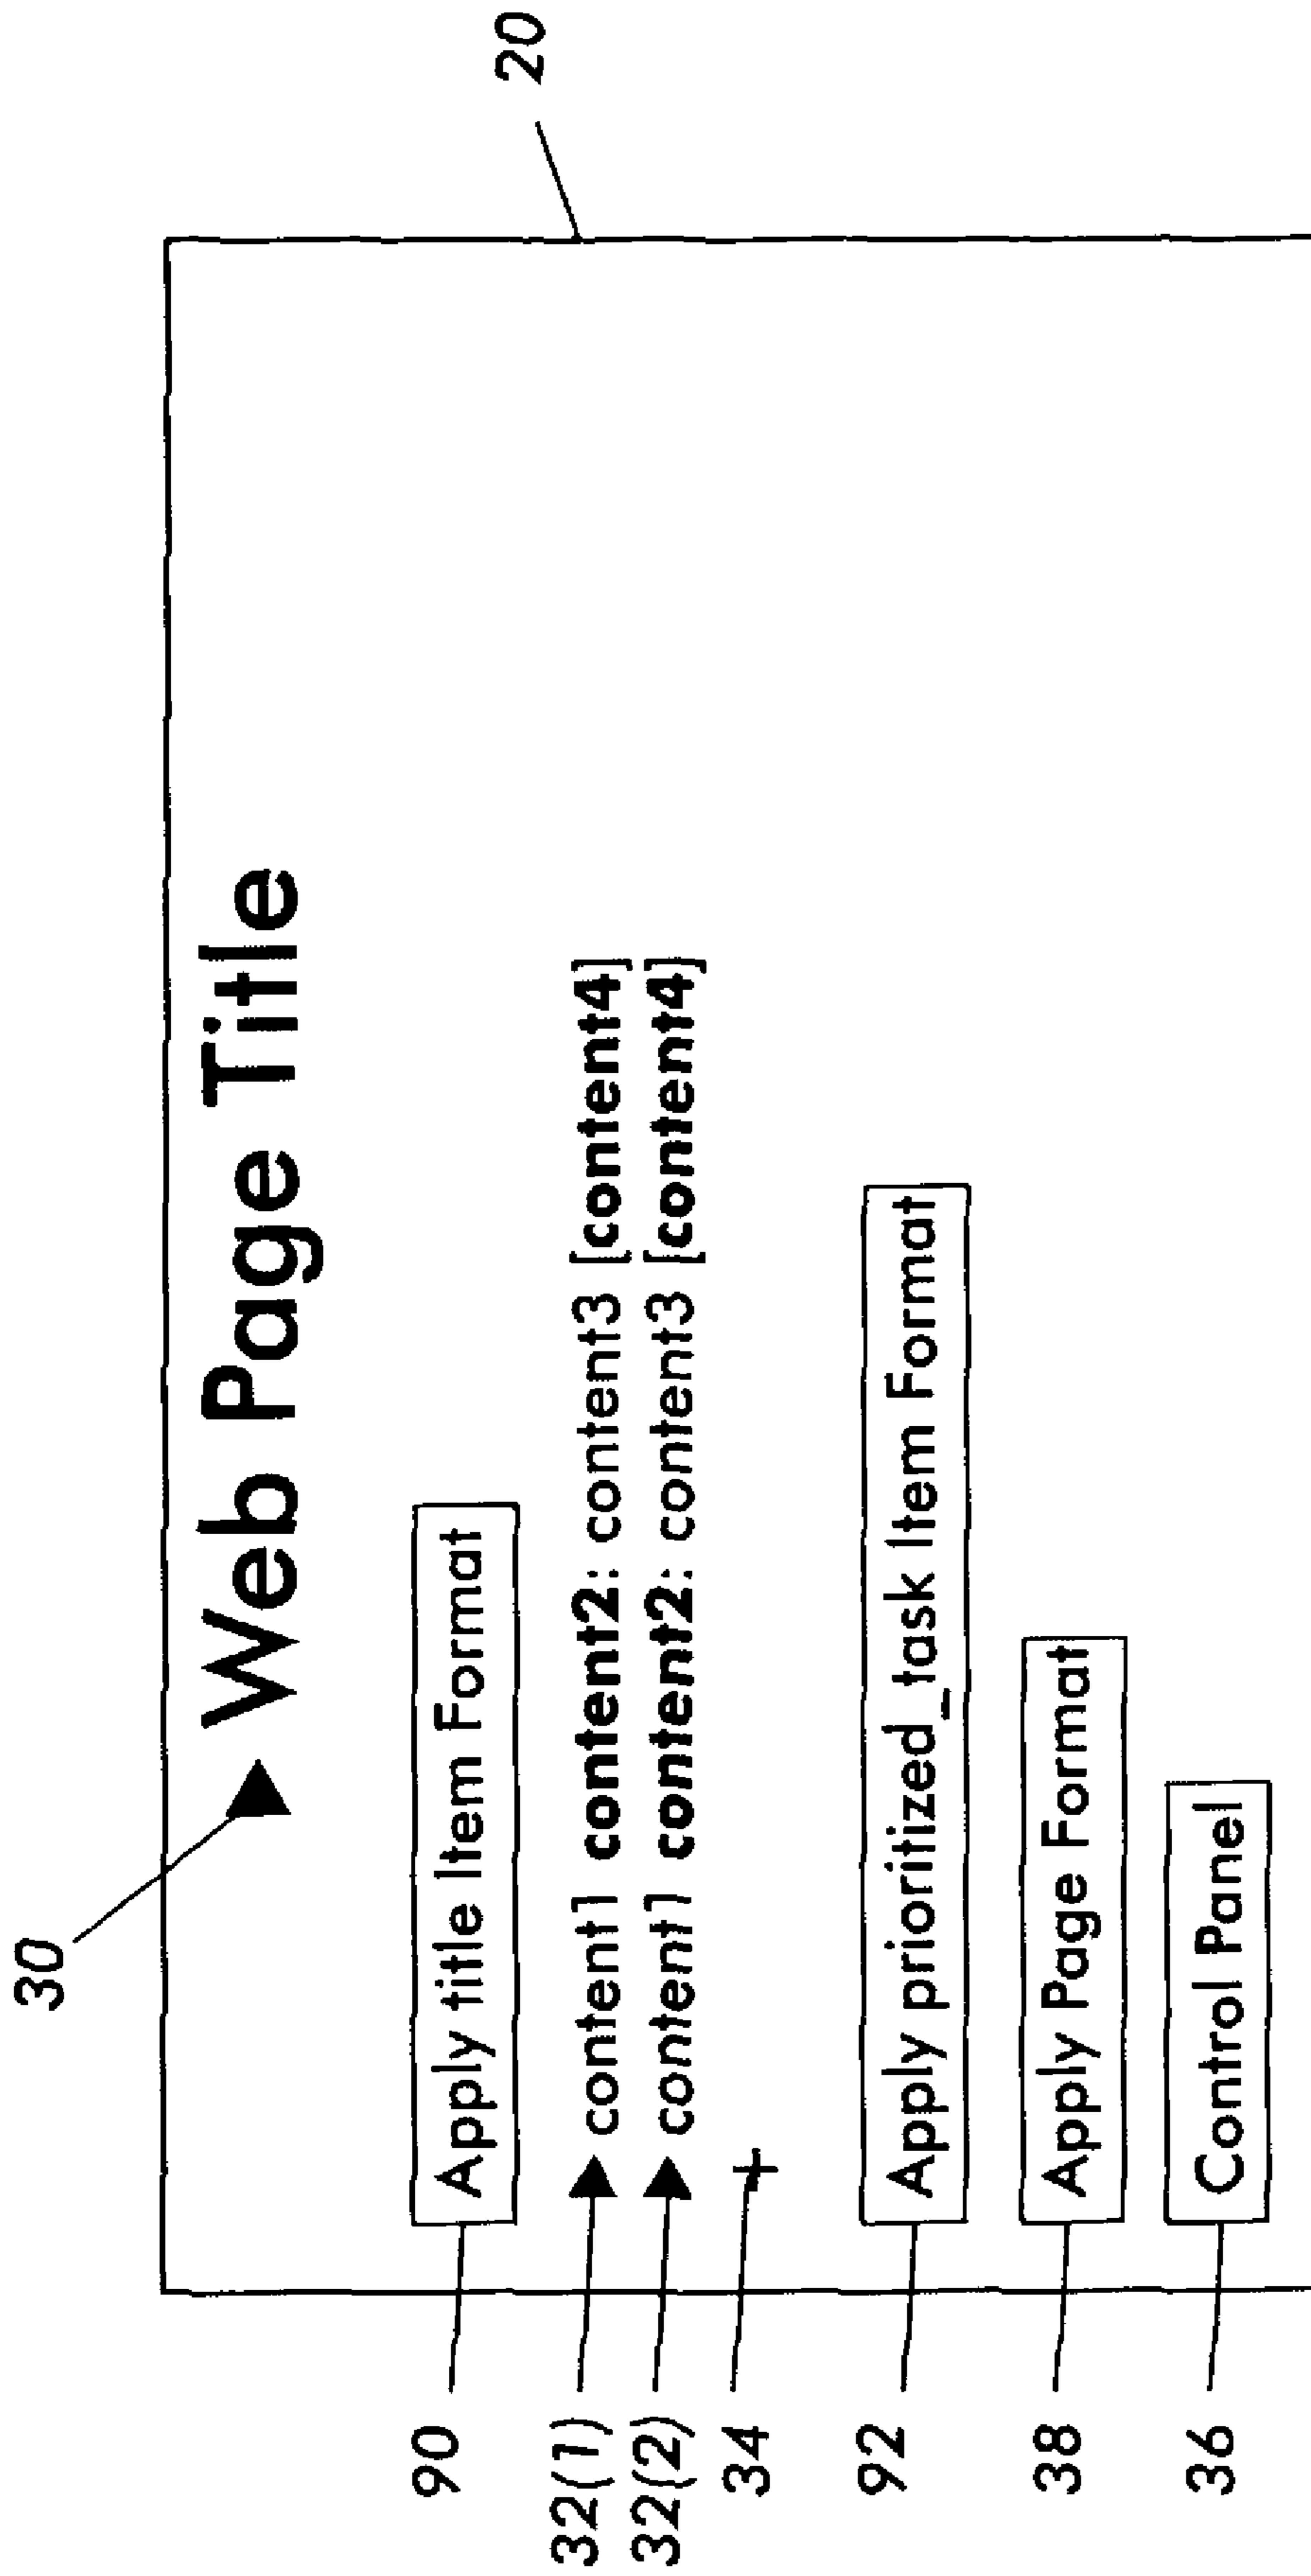 30
20
Web Page Title
90 Apply title Item Format
32(1) content1 content2: content3 [content4]
32(2) content1 content2: content3 [content4]
34 +
92 Apply prioritized_task Item Format
38 Apply Page Format
36 Control Panel